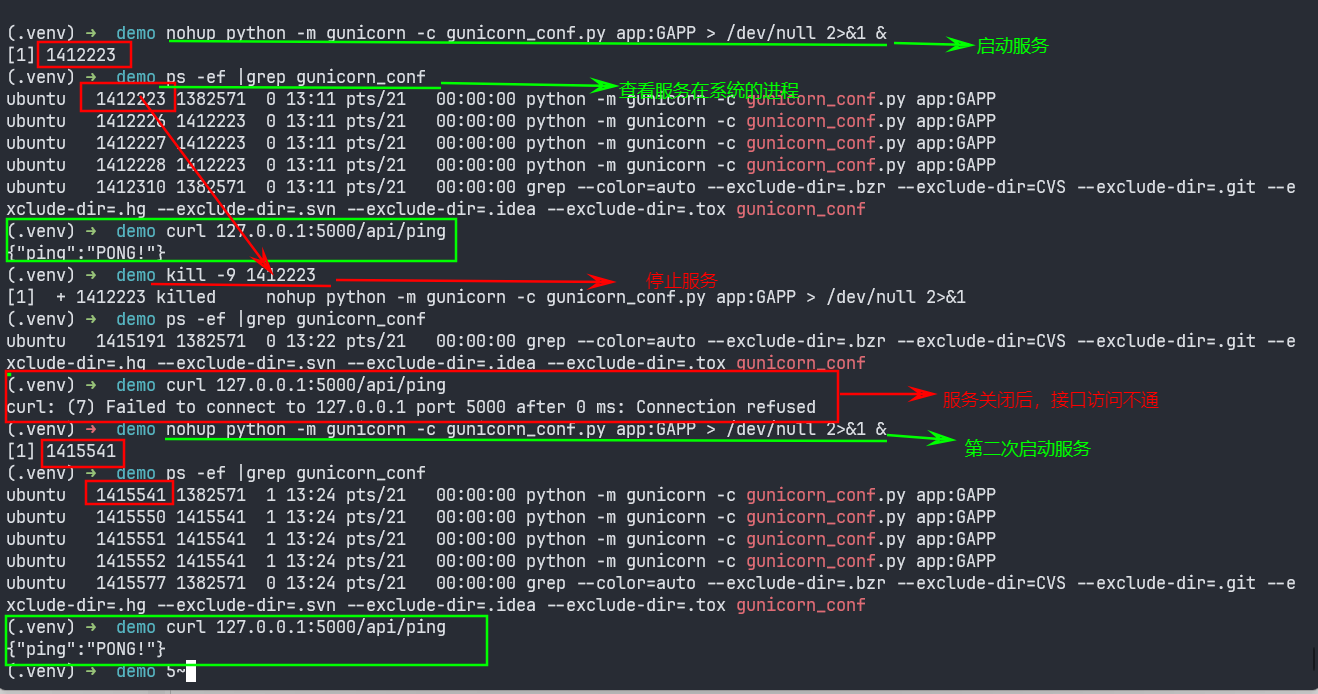 (.venv) → demo nohup python -m gunicorn -c gunicorn_conf.py app:GAPP > /dev/null 2>&1 & 启动服务
[1] 1412223
(.venv) → demo ps -ef |grep gunicorn_conf 查看服务在系统的进程
ubuntu 1412223 1382571 0 13:11 pts/21 00:00:00 python -m gunicorn -c gunicorn_conf.py app:GAPP
ubuntu 1412226 1412223 0 13:11 pts/21 00:00:00 python -m gunicorn -c gunicorn_conf.py app:GAPP
ubuntu 1412227 1412223 0 13:11 pts/21 00:00:00 python -m gunicorn -c gunicorn_conf.py app:GAPP
ubuntu 1412228 1412223 0 13:11 pts/21 00:00:00 python -m gunicorn -c gunicorn_conf.py app:GAPP
ubuntu 1412310 1382571 0 13:11 pts/21 00:00:00 grep --color=auto --exclude-dir=.bzr --exclude-dir=CVS --exclude-dir=.git --e
xclude-dir=.hg --exclude-dir=.svn --exclude-dir=.idea --exclude-dir=.tox gunicorn_conf
(.venv) → demo curl 127.0.0.1:5000/api/ping
{"ping":"PONG!"}
(.venv) → demo kill -9 1412223 停止服务
[1] + 1412223 killed nohup python -m gunicorn -c gunicorn_conf.py app:GAPP > /dev/null 2>&1
(.venv) → demo ps -ef |grep gunicorn_conf
ubuntu 1415191 1382571 0 13:22 pts/21 00:00:00 grep --color=auto --exclude-dir=.bzr --exclude-dir=CVS --exclude-dir=.git --e
xclude-dir=.hg --exclude-dir=.svn --exclude-dir=.idea --exclude-dir=.tox gunicorn_conf
(.venv) → demo curl 127.0.0.1:5000/api/ping
curl: (7) Failed to connect to 127.0.0.1 port 5000 after 0 ms: Connection refused 服务关闭后，接口访问不通
(.venv) → demo nohup python -m gunicorn -c gunicorn_conf.py app:GAPP > /dev/null 2>&1 & 第二次启动服务
[1] 1415541
(.venv) → demo ps -ef |grep gunicorn_conf
ubuntu 1415541 1382571 1 13:24 pts/21 00:00:00 python -m gunicorn -c gunicorn_conf.py app:GAPP
ubuntu 1415550 1415541 1 13:24 pts/21 00:00:00 python -m gunicorn -c gunicorn_conf.py app:GAPP
ubuntu 1415551 1415541 1 13:24 pts/21 00:00:00 python -m gunicorn -c gunicorn_conf.py app:GAPP
ubuntu 1415552 1415541 1 13:24 pts/21 00:00:00 python -m gunicorn -c gunicorn_conf.py app:GAPP
ubuntu 1415577 1382571 0 13:24 pts/21 00:00:00 grep --color=auto --exclude-dir=.bzr --exclude-dir=CVS --exclude-dir=.git --e
xclude-dir=.hg --exclude-dir=.svn --exclude-dir=.idea --exclude-dir=.tox gunicorn_conf
(.venv) → demo curl 127.0.0.1:5000/api/ping
{"ping":"PONG!"}
(.venv) → demo 5~